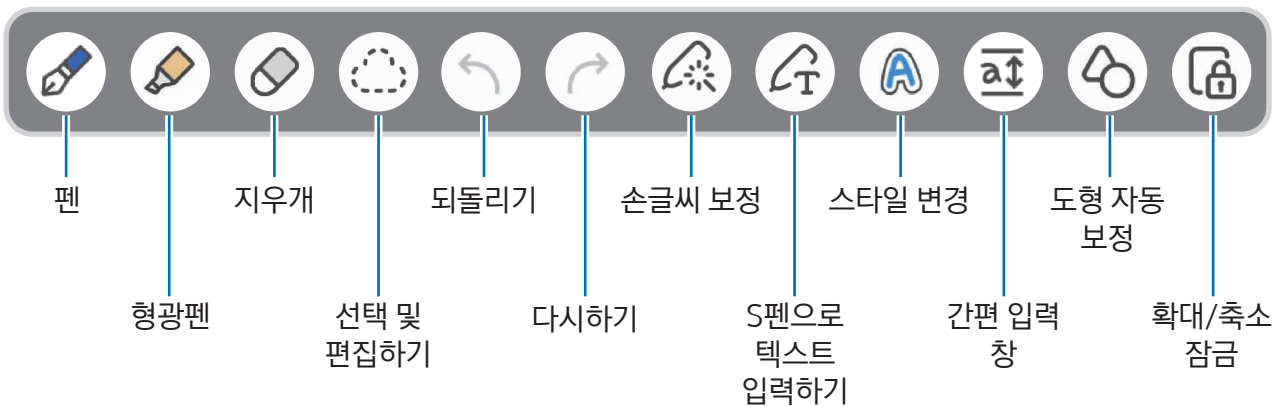 펜
지우개
되돌리기
손글씨 보정
스타일 변경
도형 자동
보정
형광펜
선택 및
편집하기
다시하기
S펜으로
텍스트
입력하기
간편 입력
창
확대/축소
잠금